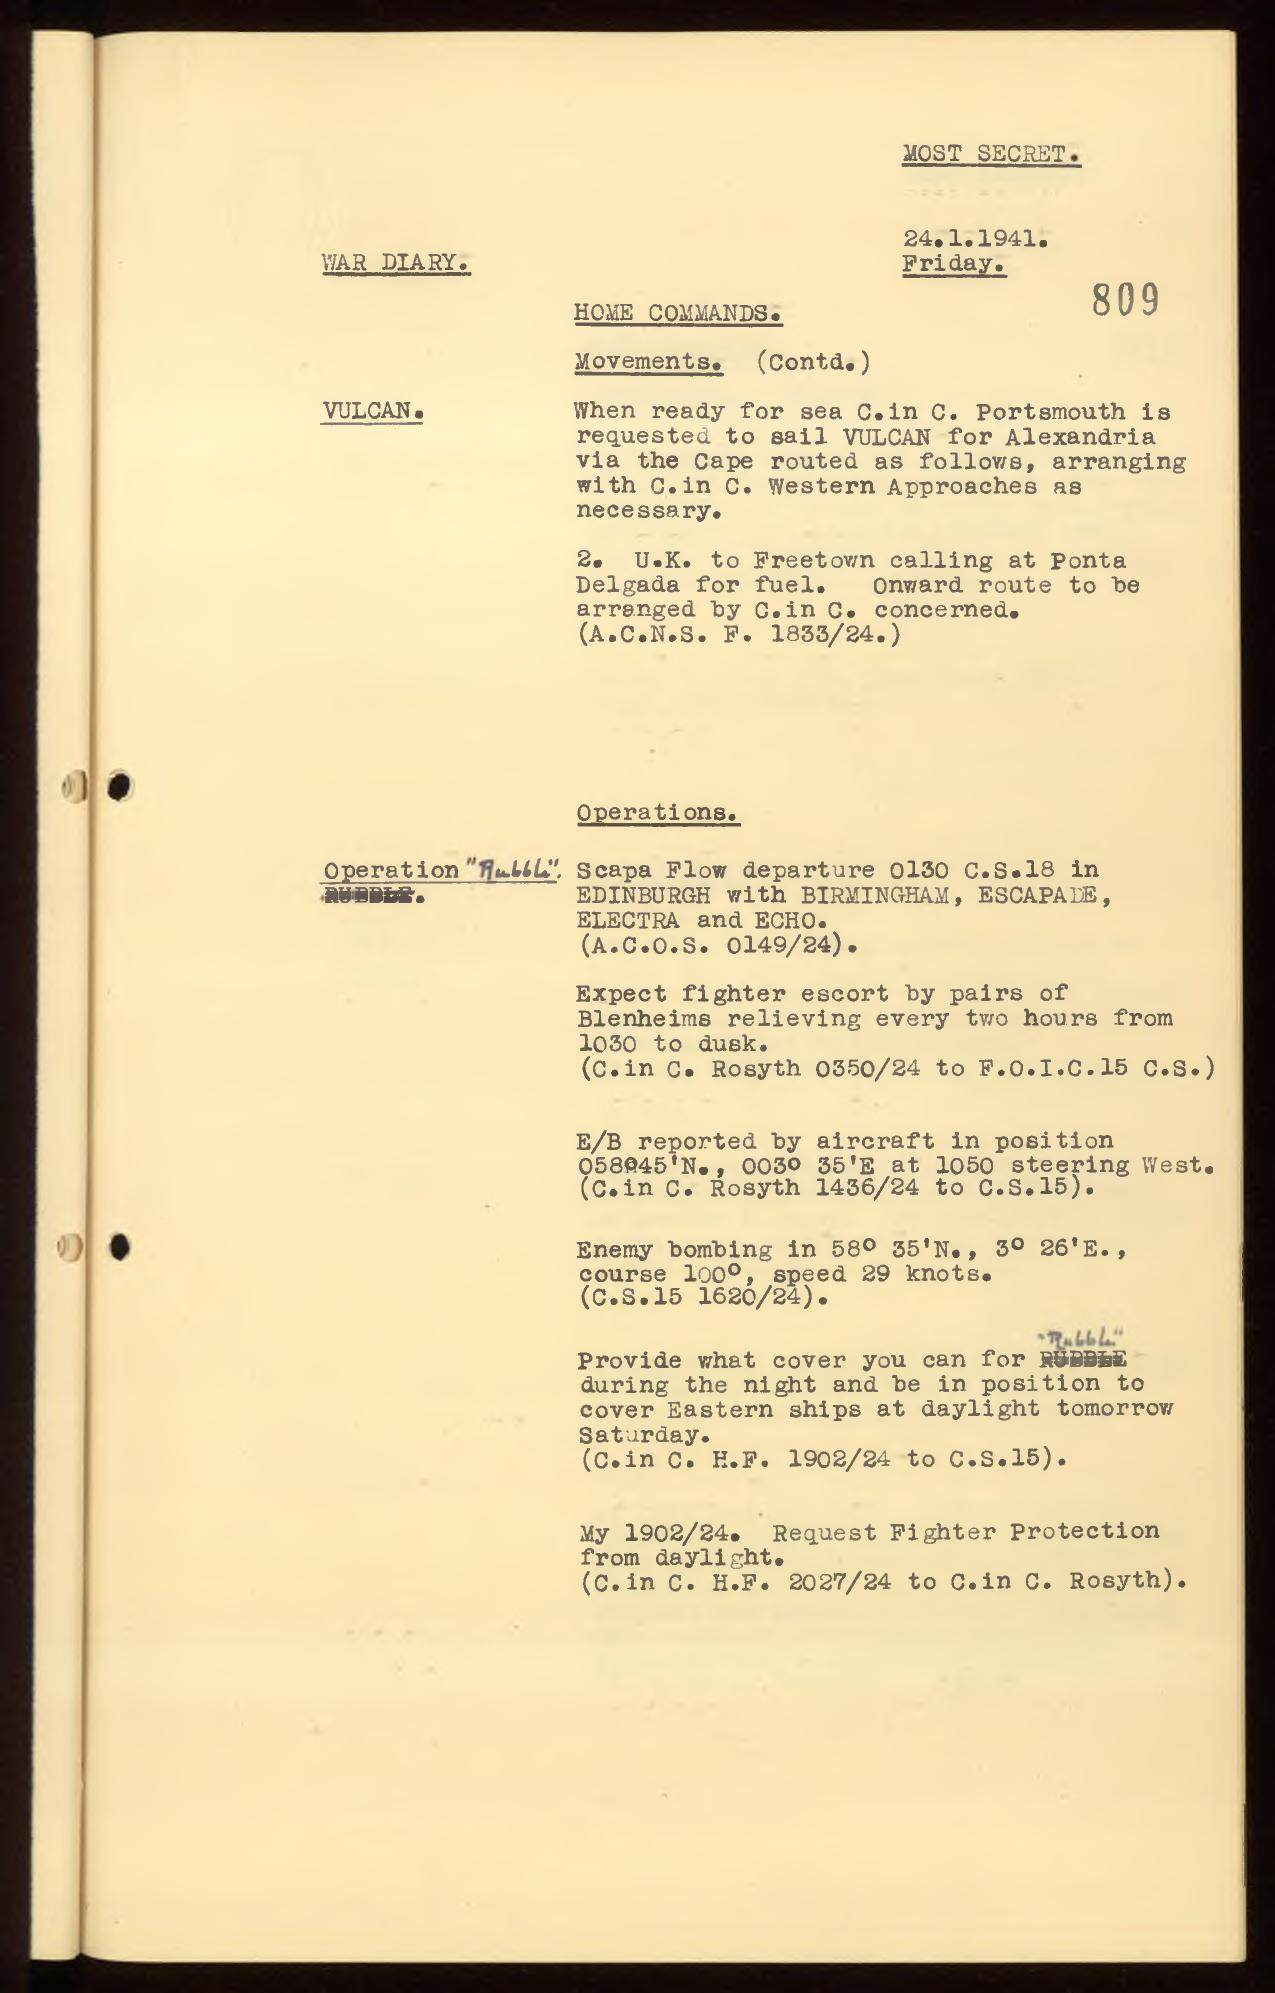 MOST SECRET.
24.1.1941.
WAR DIARY.
Friday.
809
HOME COMMANDS.
Movements. (Contd.)
VULCAN.
When ready for sea C.in C. Portsmouth is
requested to sail VULCAN for Alexandria
via the Cape routed as follows, arranging
with C.in C. Western Approaches as
necessary.
2. U.K. to Freetown calling at Ponta
Delgada for fuel. Onward route to be
arranged by C.in C. concerned.
(A.C.N.S. F. 1833/24.)
Operations.
Operation "Rubble".
RUBBLE.
Scapa Flow departure 0130 C.S.18 in
EDINBURGH with BIRMINGHAM, ESCAPADE,
ELECTRA and ECHO.
(A.C.O.S. 0149/24).
Expect fighter escort by pairs of
Blenheims relieving every two hours from
1030 to dusk.
(C.in C. Rosyth 0350/24 to F.O.I.C.15 C.S.)
E/B reported by aircraft in position
058°45'N., 003° 35'E at 1050 steering West.
(C.in C. Rosyth 1436/24 to C.S.15).
Enemy bombing in 58° 35'N., 3° 26'E.,
course 100°, speed 29 knots.
(C.S.15 1620/24).
"Rubble"
Provide what cover you can for RUBBLE
during the night and be in position to
cover Eastern ships at daylight tomorrow
Saturday.
(C.in C. H.F. 1902/24 to C.S.15).
My 1902/24. Request Fighter Protection
from daylight.
(C.in C. H.F. 2027/24 to C.in C. Rosyth).